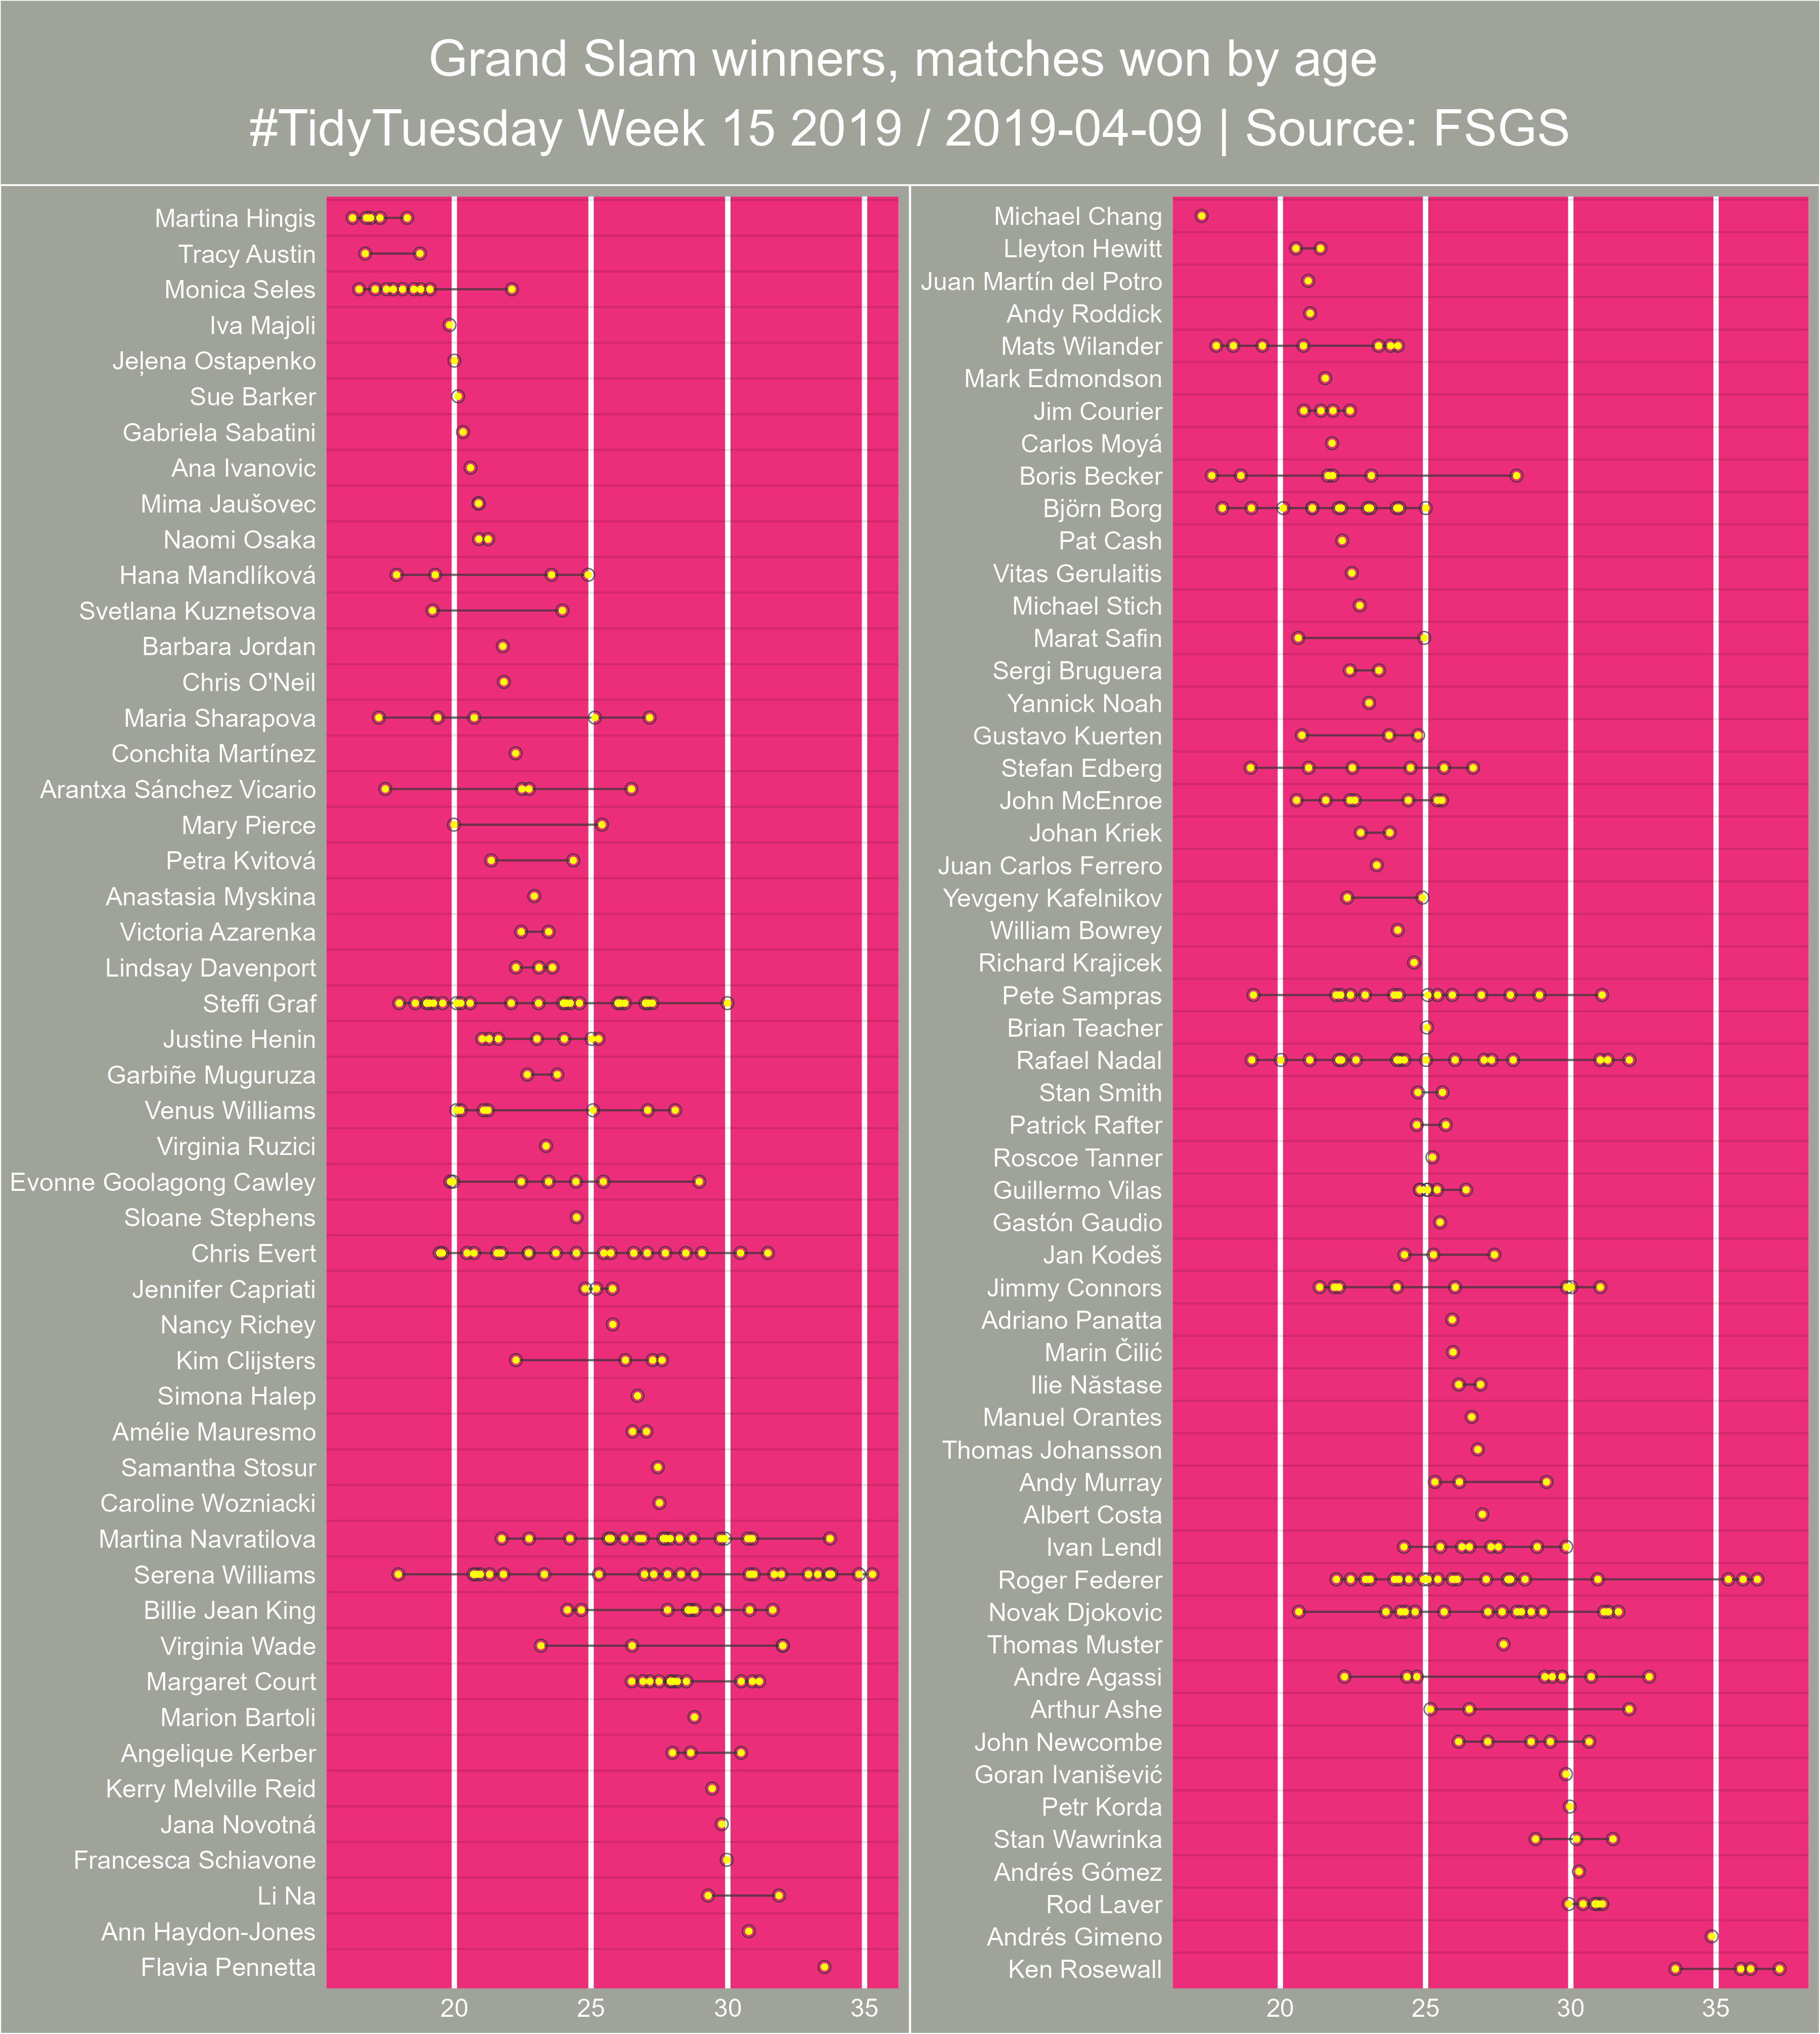 Grand Slam winners, matches won by age
#TidyTuesday Week 15 2019 / 2019-04-09 | Source: FSGS
Martina Hingis
Tracy Austin
Monica Seles
Iva Majoli
Jeļena Ostapenko
Sue Barker
Gabriela Sabatini
Ana Ivanovic
Mima Jaušovec
Naomi Osaka
Hana Mandlíková
Svetlana Kuznetsova
Barbara Jordan
Chris O'Neil
Maria Sharapova
Conchita Martínez
Arantxa Sánchez Vicario
Mary Pierce
Petra Kvitová
Anastasia Myskina
Victoria Azarenka
Lindsay Davenport
Steffi Graf
Justine Henin
Garbiñe Muguruza
Venus Williams
Virginia Ruzici
Evonne Goolagong Cawley
Sloane Stephens
Chris Evert
Jennifer Capriati
Nancy Richey
Kim Clijsters
Simona Halep
Amélie Mauresmo
Samantha Stosur
Caroline Wozniacki
Martina Navratilova
Serena Williams
Billie Jean King
Virginia Wade
Margaret Court
Marion Bartoli
Angelique Kerber
Kerry Melville Reid
Jana Novotná
Francesca Schiavone
Li Na
Ann Haydon-Jones
Flavia Pennetta
20 25 30 35
Michael Chang
Lleyton Hewitt
Juan Martín del Potro
Andy Roddick
Mats Wilander
Mark Edmondson
Jim Courier
Carlos Moyá
Boris Becker
Björn Borg
Pat Cash
Vitas Gerulaitis
Michael Stich
Marat Safin
Sergi Bruguera
Yannick Noah
Gustavo Kuerten
Stefan Edberg
John McEnroe
Johan Kriek
Juan Carlos Ferrero
Yevgeny Kafelnikov
William Bowrey
Richard Krajicek
Pete Sampras
Brian Teacher
Rafael Nadal
Stan Smith
Patrick Rafter
Roscoe Tanner
Guillermo Vilas
Gastón Gaudio
Jan Kodeš
Jimmy Connors
Adriano Panatta
Marin Čilić
Ilie Năstase
Manuel Orantes
Thomas Johansson
Andy Murray
Albert Costa
Ivan Lendl
Roger Federer
Novak Djokovic
Thomas Muster
Andre Agassi
Arthur Ashe
John Newcombe
Goran Ivanišević
Petr Korda
Stan Wawrinka
Andrés Gómez
Rod Laver
Andrés Gimeno
Ken Rosewall
20 25 30 35